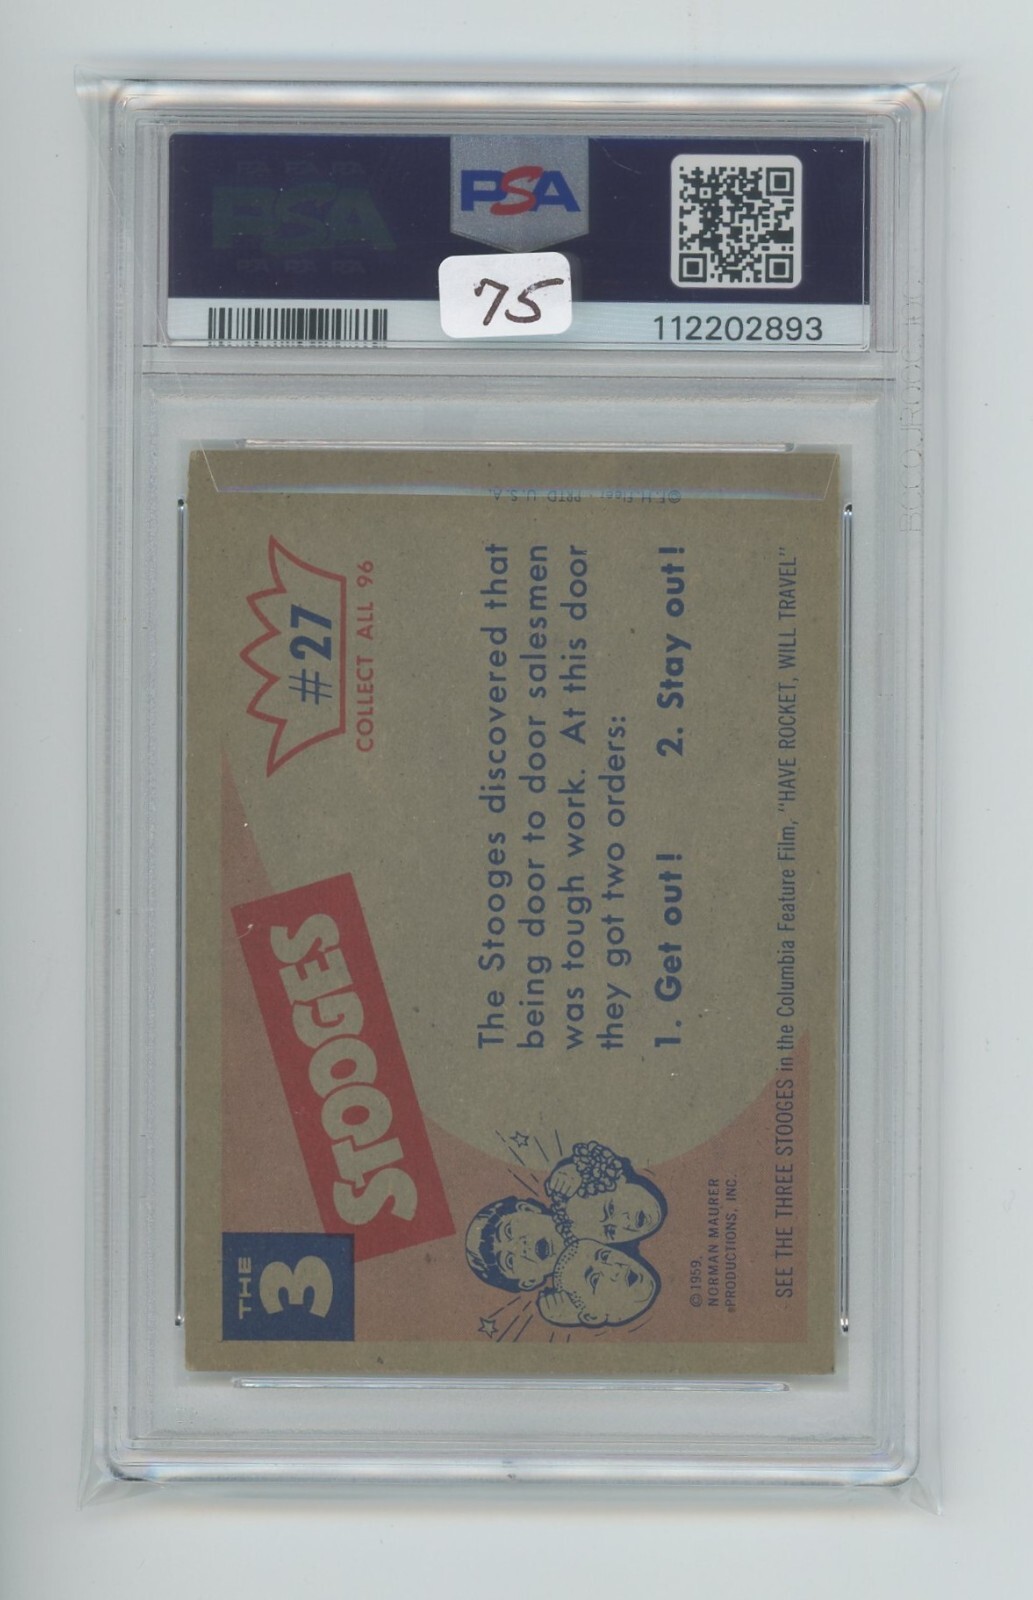 PSA
75
112202893
#27
COLLECT ALL 96
THE
3
STOOGES
The Stooges discovered that
being door to door salesmen
was tough work. At this door
they got two orders:
1. Get out! 2. Stay out!
© 1959,
NORMAN MAURER
PRODUCTIONS, INC.
SEE THE THREE STOOGES in the Columbia Feature Film, "HAVE ROCKET, WILL TRAVEL"
© F.H. Fleer · PRTD U.S.A.